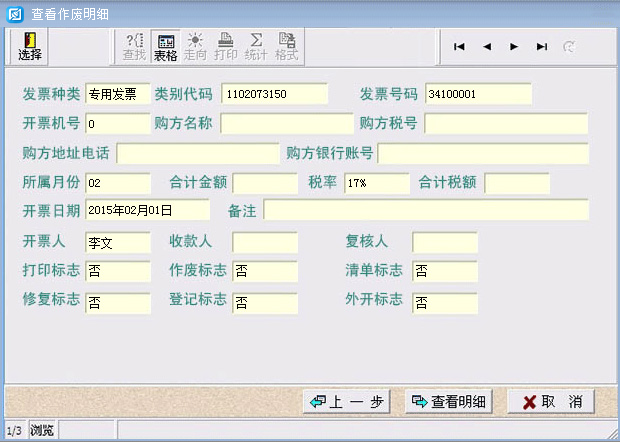 查看作废明细
选择 查找 表格 走向 打印 统计 格式
发票种类 专用发票 类别代码 1102073150 发票号码 34100001
开票机号 0 购方名称 购方税号
购方地址电话 购方银行账号
所属月份 02 合计金额 税率 17% 合计税额
开票日期 2015年02月01日 备注
开票人 李文 收款人 复核人
打印标志 否 作废标志 否 清单标志 否
修复标志 否 登记标志 否 外开标志 否
上一步 查看明细 取 消
1/3 浏览